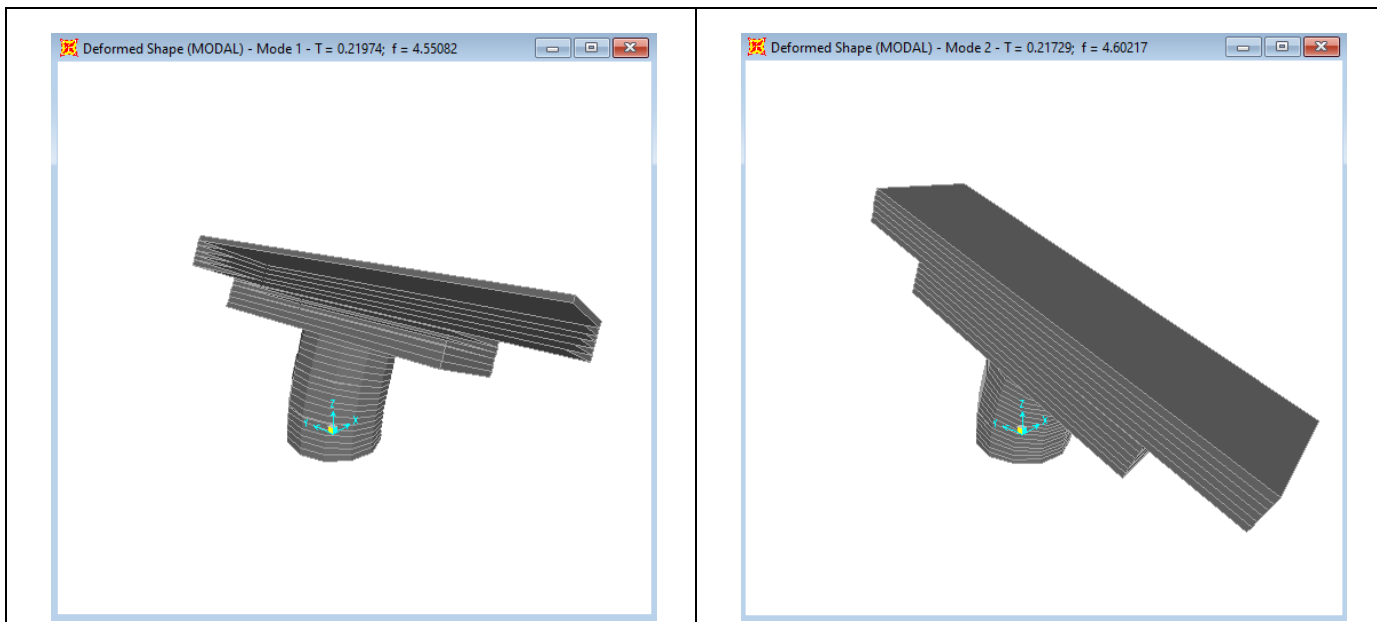 Deformed Shape (MODAL) - Mode 1 - T = 0.21974; f = 4.55082
Deformed Shape (MODAL) - Mode 2 - T = 0.21729; f = 4.60217
Z
Y X
Z
Y X